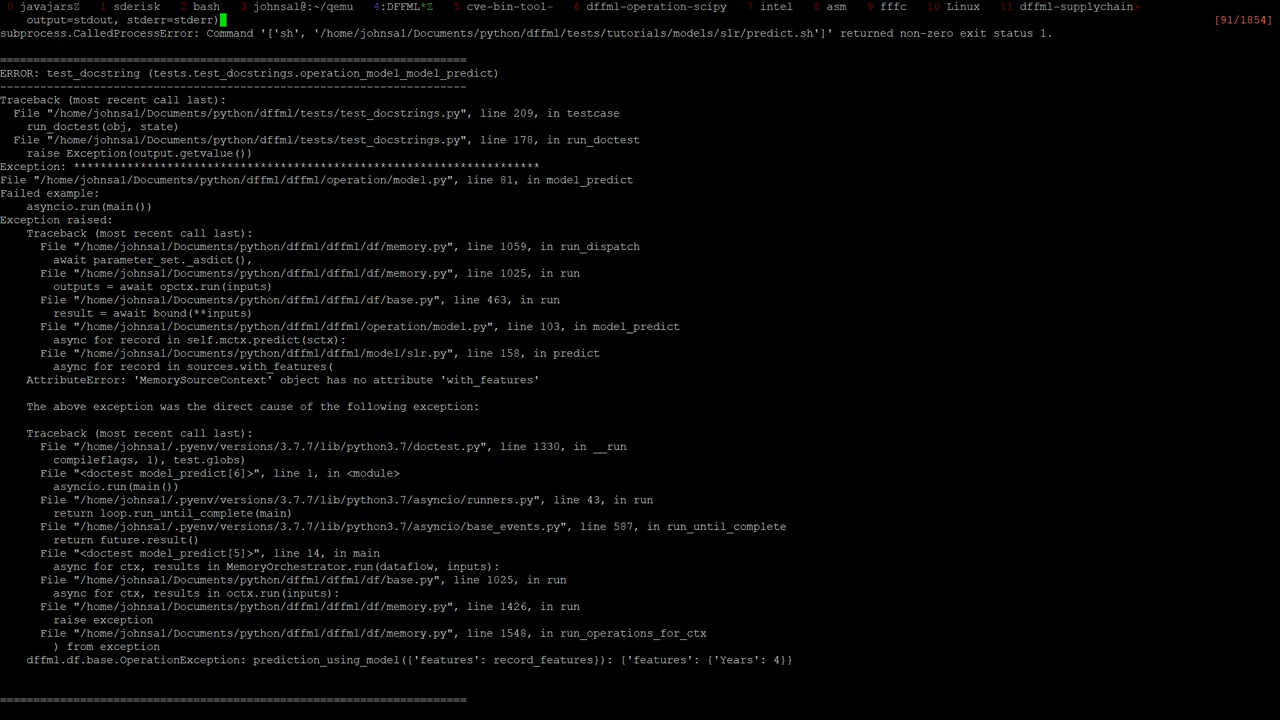 0 javajarsZ  1 sderisk  2 bash  3 johnsa1@:~/qemu  4:DFFML*Z  5 cve-bin-tool-  6 dffml-operation-scipy  7 intel  8 asm  9 fffc  10 Linux  11 dffml-supplychain>
    output=stdout, stderr=stderr) [91/1854]
subprocess.CalledProcessError: Command '['sh', '/home/johnsa1/Documents/python/dffml/tests/tutorials/models/slr/predict.sh']' returned non-zero exit status 1.
======================================================================
ERROR: test_docstring (tests.test_docstrings.operation_model_model_predict)
----------------------------------------------------------------------
Traceback (most recent call last):
  File "/home/johnsa1/Documents/python/dffml/tests/test_docstrings.py", line 209, in testcase
    run_doctest(obj, state)
  File "/home/johnsa1/Documents/python/dffml/tests/test_docstrings.py", line 178, in run_doctest
    raise Exception(output.getvalue())
Exception: **********************************************************************
File "/home/johnsa1/Documents/python/dffml/dffml/operation/model.py", line 81, in model_predict
Failed example:
    asyncio.run(main())
Exception raised:
    Traceback (most recent call last):
      File "/home/johnsa1/Documents/python/dffml/dffml/df/memory.py", line 1059, in run_dispatch
        await parameter_set._asdict(),
      File "/home/johnsa1/Documents/python/dffml/dffml/df/memory.py", line 1025, in run
        outputs = await opctx.run(inputs)
      File "/home/johnsa1/Documents/python/dffml/dffml/df/base.py", line 463, in run
        result = await bound(**inputs)
      File "/home/johnsa1/Documents/python/dffml/dffml/operation/model.py", line 103, in model_predict
        async for record in self.mctx.predict(sctx):
      File "/home/johnsa1/Documents/python/dffml/dffml/model/slr.py", line 158, in predict
        async for record in sources.with_features(
    AttributeError: 'MemorySourceContext' object has no attribute 'with_features'
    The above exception was the direct cause of the following exception:
    Traceback (most recent call last):
      File "/home/johnsa1/.pyenv/versions/3.7.7/lib/python3.7/doctest.py", line 1330, in __run
        compileflags, 1), test.globs)
      File "<doctest model_predict[6]>", line 1, in <module>
        asyncio.run(main())
      File "/home/johnsa1/.pyenv/versions/3.7.7/lib/python3.7/asyncio/runners.py", line 43, in run
        return loop.run_until_complete(main)
      File "/home/johnsa1/.pyenv/versions/3.7.7/lib/python3.7/asyncio/base_events.py", line 587, in run_until_complete
        return future.result()
      File "<doctest model_predict[5]>", line 14, in main
        async for ctx, results in MemoryOrchestrator.run(dataflow, inputs):
      File "/home/johnsa1/Documents/python/dffml/dffml/df/base.py", line 1025, in run
        async for ctx, results in octx.run(inputs):
      File "/home/johnsa1/Documents/python/dffml/dffml/df/memory.py", line 1426, in run
        raise exception
      File "/home/johnsa1/Documents/python/dffml/dffml/df/memory.py", line 1548, in run_operations_for_ctx
        ) from exception
    dffml.df.base.OperationException: prediction_using_model({'features': record_features}): {'features': {'Years': 4}}
======================================================================